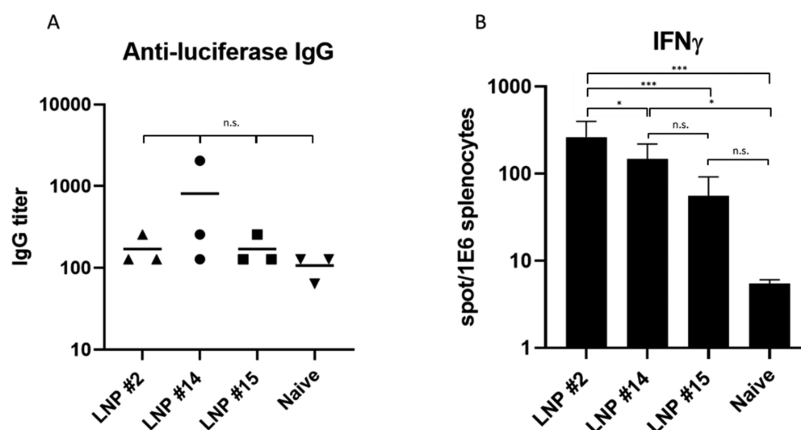 A
Anti-luciferase IgG
n.s.
10000
1000
100
10
IgG titer
LNP #2
LNP #14
LNP #15
Naive
B
IFNγ
***
***
*
*
n.s.
n.s.
1000
100
10
1
spot/1E6 splenocytes
LNP #2
LNP #14
LNP #15
Naive